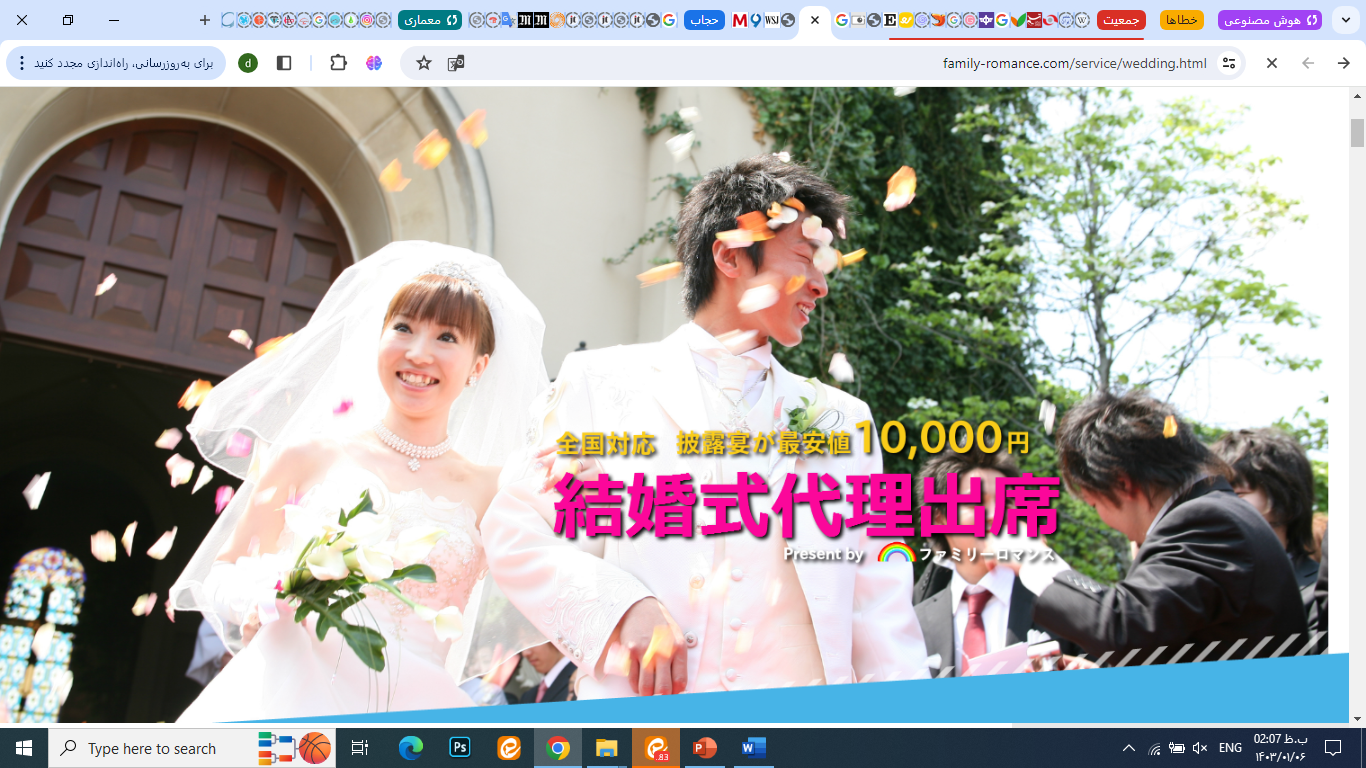 هوش مصنوعی
خطاها
جمعیت
حجاب
معماری
برای به‌روزرسانی، راه‌اندازی مجدد کنید
d
family-romance.com/service/wedding.html
全国対応 披露宴が最安値10,000円
結婚式代理出席
Present by ファミリーロマンス
Type here to search
Ps
.83
P
W
ENG
02:07 ب.ظ
۱۴۰۳/۰۱/۰۶